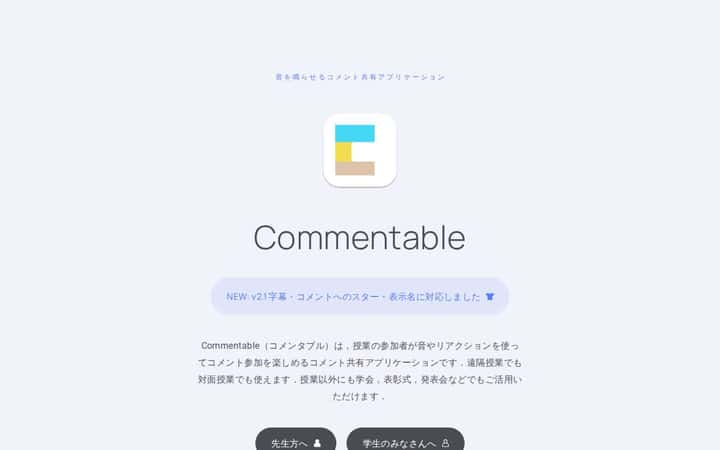 音を鳴らせるコメント共有アプリケーション
Commentable
NEW: v2.1字幕・コメントへのスター・表示名に対応しました
Commentable（コメンタブル）は，授業の参加者が音やリアクションを使っ
てコメント参加を楽しめるコメント共有アプリケーションです．遠隔授業でも
対面授業でも使えます．授業以外にも学会，表彰式，発表会などでもご活用い
ただけます．
先生方へ
学生のみなさんへ